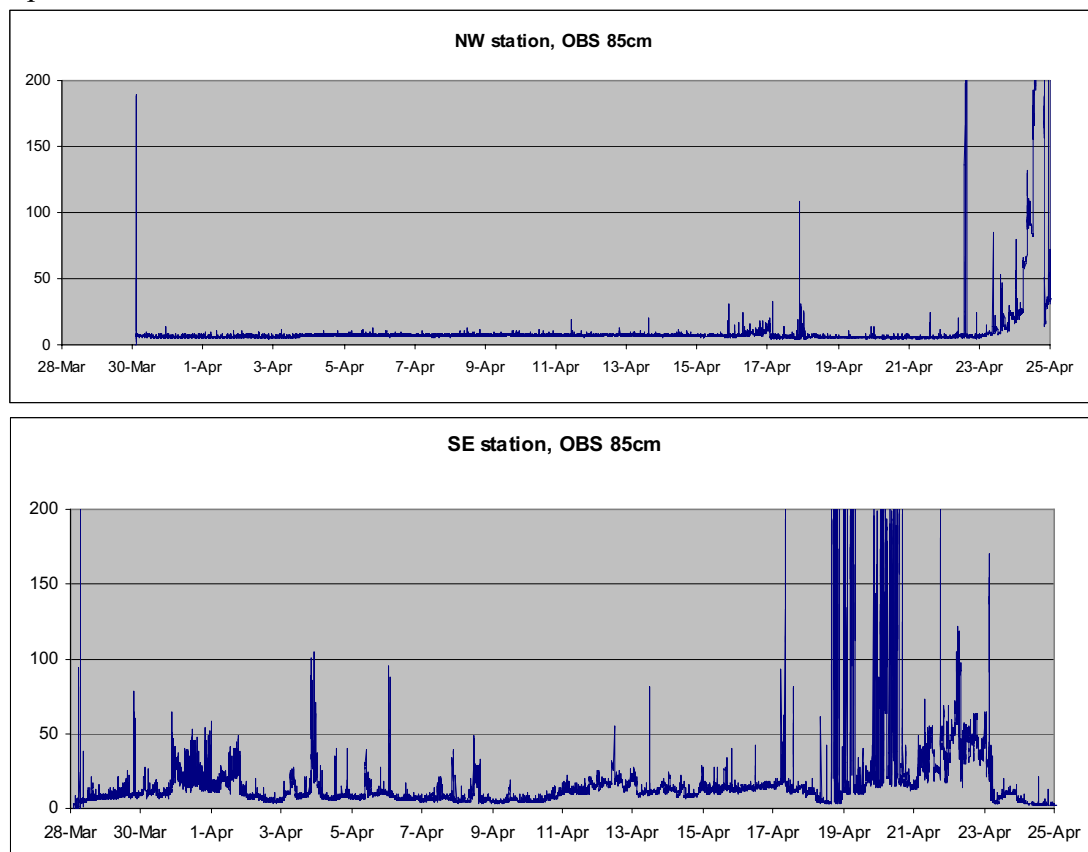 NW station, OBS 85cm
200
150
100
50
0
28-Mar 30-Mar 1-Apr 3-Apr 5-Apr 7-Apr 9-Apr 11-Apr 13-Apr 15-Apr 17-Apr 19-Apr 21-Apr 23-Apr 25-Apr
SE station, OBS 85cm
200
150
100
50
0
28-Mar 30-Mar 1-Apr 3-Apr 5-Apr 7-Apr 9-Apr 11-Apr 13-Apr 15-Apr 17-Apr 19-Apr 21-Apr 23-Apr 25-Apr